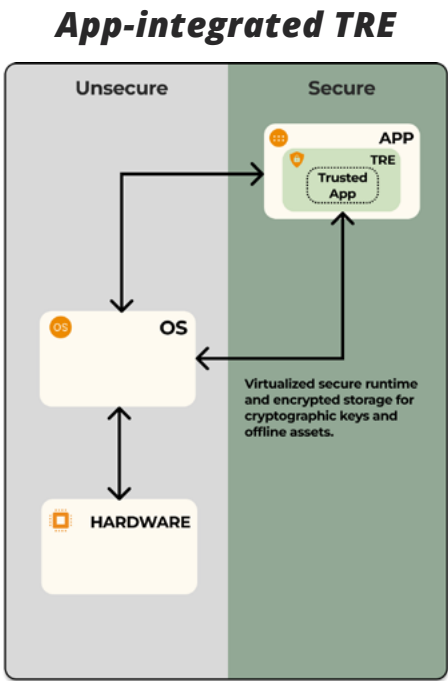 App-integrated TRE
Unsecure
Secure
APP
TRE
Trusted
App
OS
OS
Virtualized secure runtime
and encrypted storage for
cryptographic keys and
offline assets.
HARDWARE